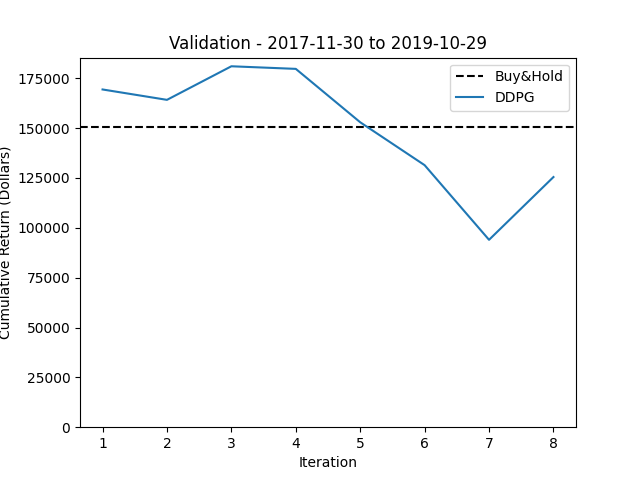 Validation - 2017-11-30 to 2019-10-29
Buy&Hold
DDPG
175000
150000
125000
100000
75000
50000
25000
0
Cumulative Return (Dollars)
1 2 3 4 5 6 7 8
Iteration